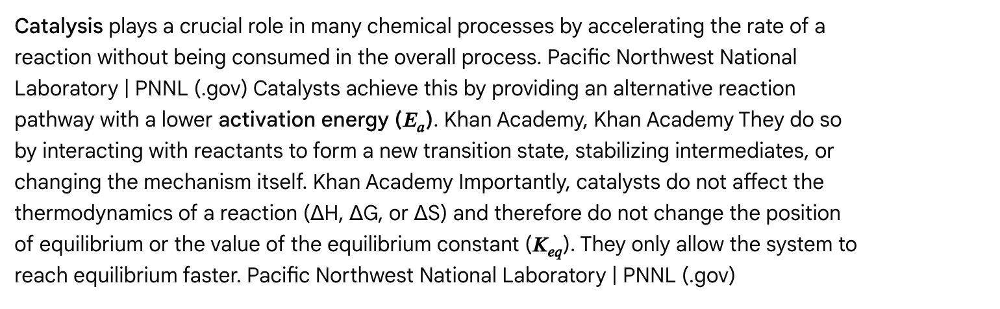 Catalysis plays a crucial role in many chemical processes by accelerating the rate of a
reaction without being consumed in the overall process. Pacific Northwest National
Laboratory | PNNL (.gov) Catalysts achieve this by providing an alternative reaction
pathway with a lower activation energy (Eₐ). Khan Academy, Khan Academy They do so
by interacting with reactants to form a new transition state, stabilizing intermediates, or
changing the mechanism itself. Khan Academy Importantly, catalysts do not affect the
thermodynamics of a reaction (ΔH, ΔG, or ΔS) and therefore do not change the position
of equilibrium or the value of the equilibrium constant (K_eq). They only allow the system to
reach equilibrium faster. Pacific Northwest National Laboratory | PNNL (.gov)